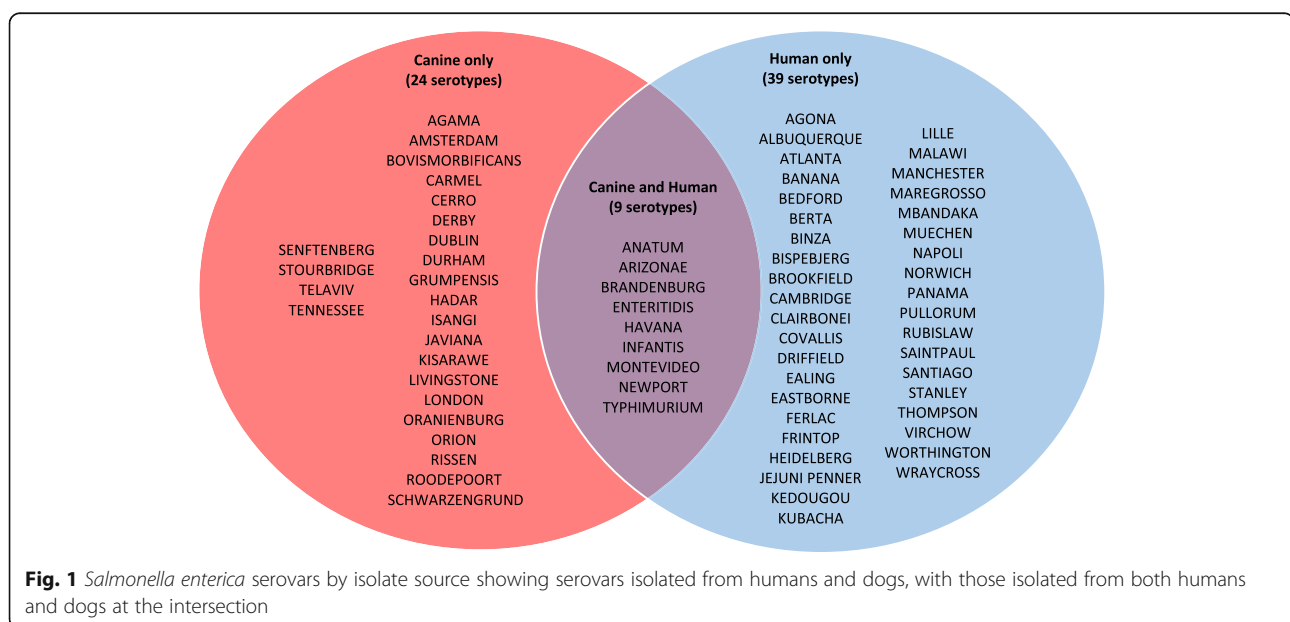 Canine only
(24 serotypes)
SENFTENBERG
STOURBRIDGE
TELAVIV
TENNESSEE
AGAMA
AMSTERDAM
BOVISMORBIFICANS
CARMEL
CERRO
DERBY
DUBLIN
DURHAM
GRUMPENSIS
HADAR
ISANGI
JAVIANA
KISARAWE
LIVINGSTONE
LONDON
ORANIENBURG
ORION
RISSEN
ROODEPOORT
SCHWARZENGRUND
Canine and Human
(9 serotypes)
ANATUM
ARIZONAE
BRANDENBURG
ENTERITIDIS
HAVANA
INFANTIS
MONTEVIDEO
NEWPORT
TYPHIMURIUM
Human only
(39 serotypes)
AGONA
ALBUQUERQUE
ATLANTA
BANANA
BEDFORD
BERTA
BINZA
BISPEBJERG
BROOKFIELD
CAMBRIDGE
CLAIRBONEI
COVALLIS
DRIFFIELD
EALING
EASTBORNE
FERLAC
FRINTOP
HEIDELBERG
JEJUNI PENNER
KEDOUGOU
KUBACHA
LILLE
MALAWI
MANCHESTER
MAREGROSSO
MBANDAKA
MUECHEN
NAPOLI
NORWICH
PANAMA
PULLORUM
RUBISLAW
SAINTPAUL
SANTIAGO
STANLEY
THOMPSON
VIRCHOW
WORTHINGTON
WRAYCROSS
Fig. 1 Salmonella enterica serovars by isolate source showing serovars isolated from humans and dogs, with those isolated from both humans
and dogs at the intersection